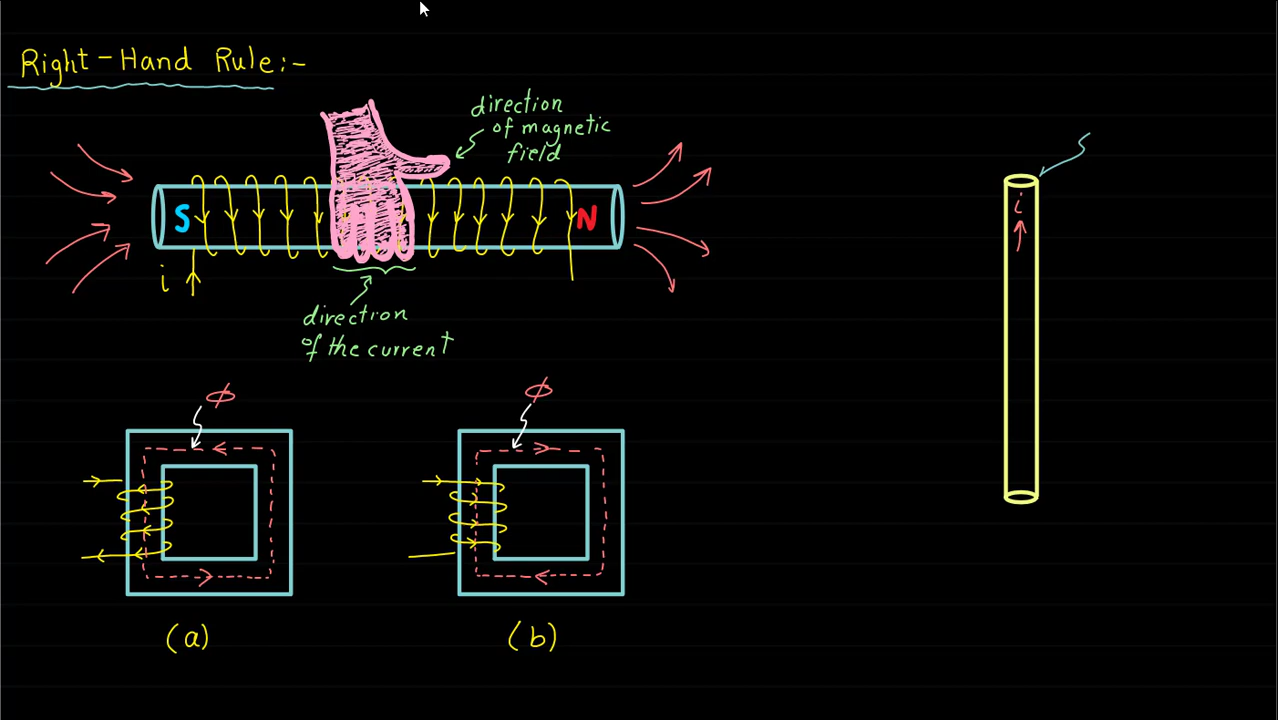 Right-Hand Rule:-
direction
of magnetic
field
S
N
i
i
direction
of the current
ϕ
ϕ
(a)
(b)